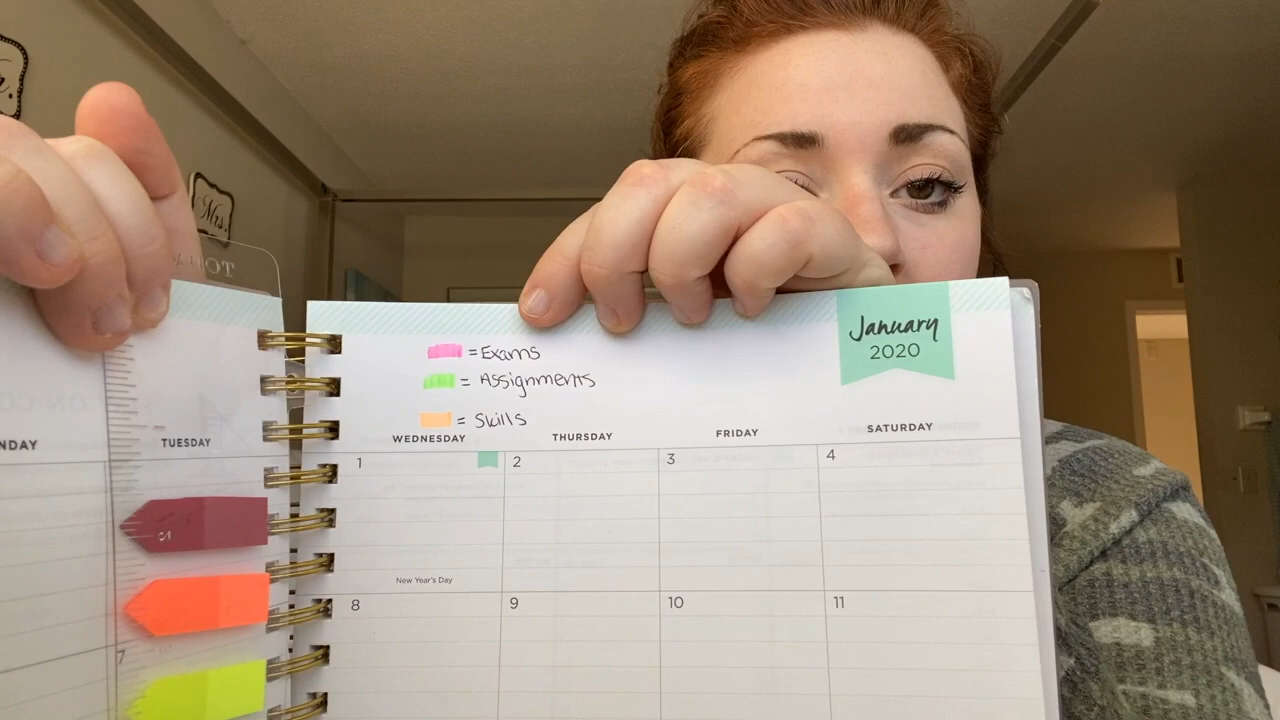 Mrs.
January
2020
= Exams
= Assignments
= Skills
TUESDAY
WEDNESDAY
THURSDAY
FRIDAY
SATURDAY
1
2
3
4
New Year's Day
7
8
9
10
11